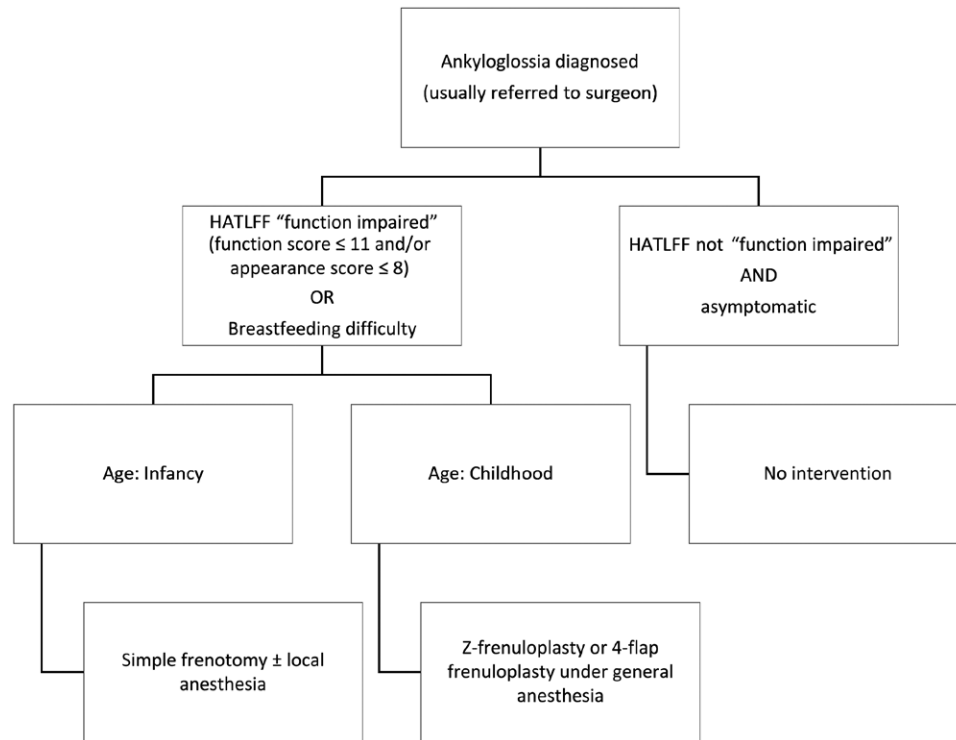 Ankyloglossia diagnosed
(usually referred to surgeon)
HATLFF “function impaired”
(function score ≤ 11 and/or
appearance score ≤ 8)
OR
Breastfeeding difficulty
HATLFF not “function impaired”
AND
asymptomatic
Age: Infancy
Age: Childhood
No intervention
Simple frenotomy ± local
anesthesia
Z-frenuloplasty or 4-flap
frenuloplasty under general
anesthesia